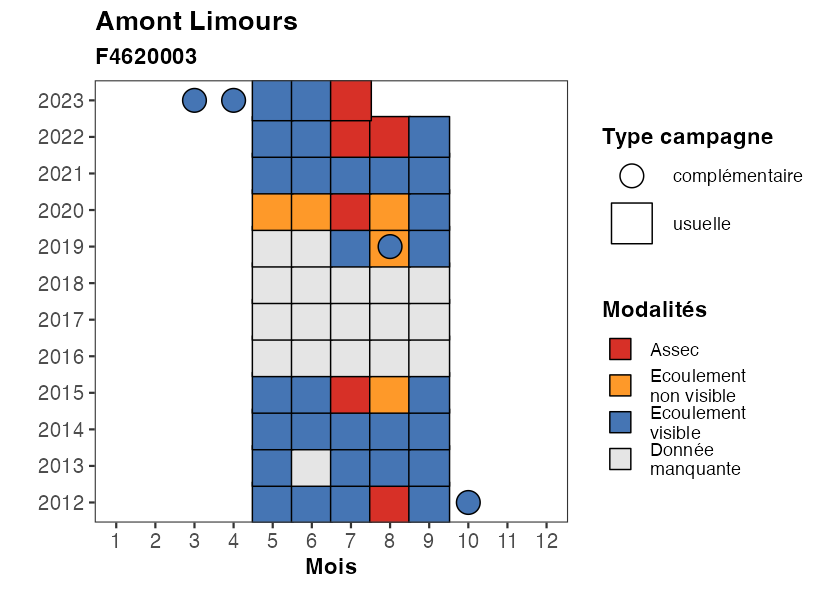 Amont Limours
F4620003
2023
2022
2021
2020
2019
2018
2017
2016
2015
2014
2013
2012
1 2 3 4 5 6 7 8 9 10 11 12
Mois
Type campagne
complémentaire
usuelle
Modalités
Assec
Ecoulement
non visible
Ecoulement
visible
Donnée
manquante